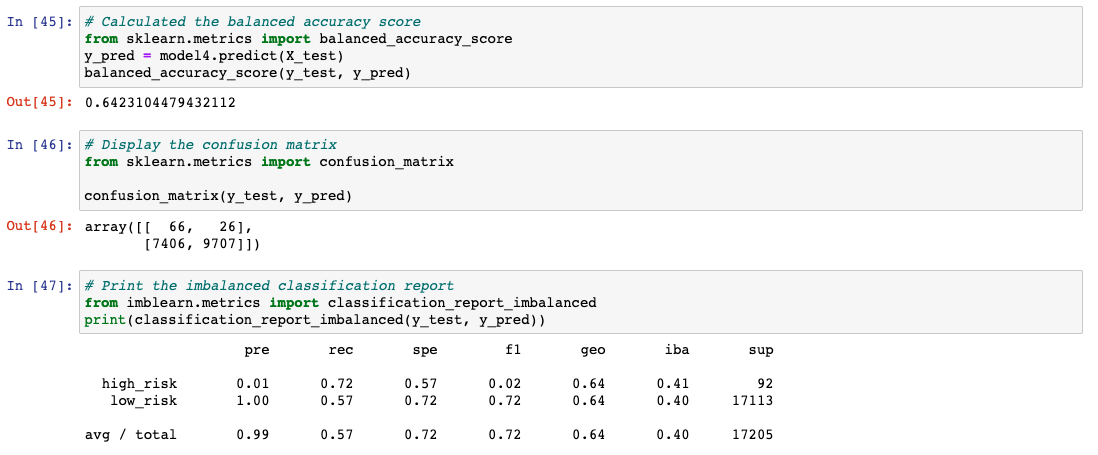 In [45]: # Calculated the balanced accuracy score
from sklearn.metrics import balanced_accuracy_score
y_pred = model4.predict(X_test)
balanced_accuracy_score(y_test, y_pred)
Out[45]: 0.6423104479432112
In [46]: # Display the confusion matrix
from sklearn.metrics import confusion_matrix
confusion_matrix(y_test, y_pred)
Out[46]: array([[ 66, 26],
[7406, 9707]])
In [47]: # Print the imbalanced classification report
from imblearn.metrics import classification_report_imbalanced
print(classification_report_imbalanced(y_test, y_pred))
pre rec spe f1 geo iba sup
high_risk 0.01 0.72 0.57 0.02 0.64 0.41 92
low_risk 1.00 0.57 0.72 0.72 0.64 0.40 17113
avg / total 0.99 0.57 0.72 0.72 0.64 0.40 17205